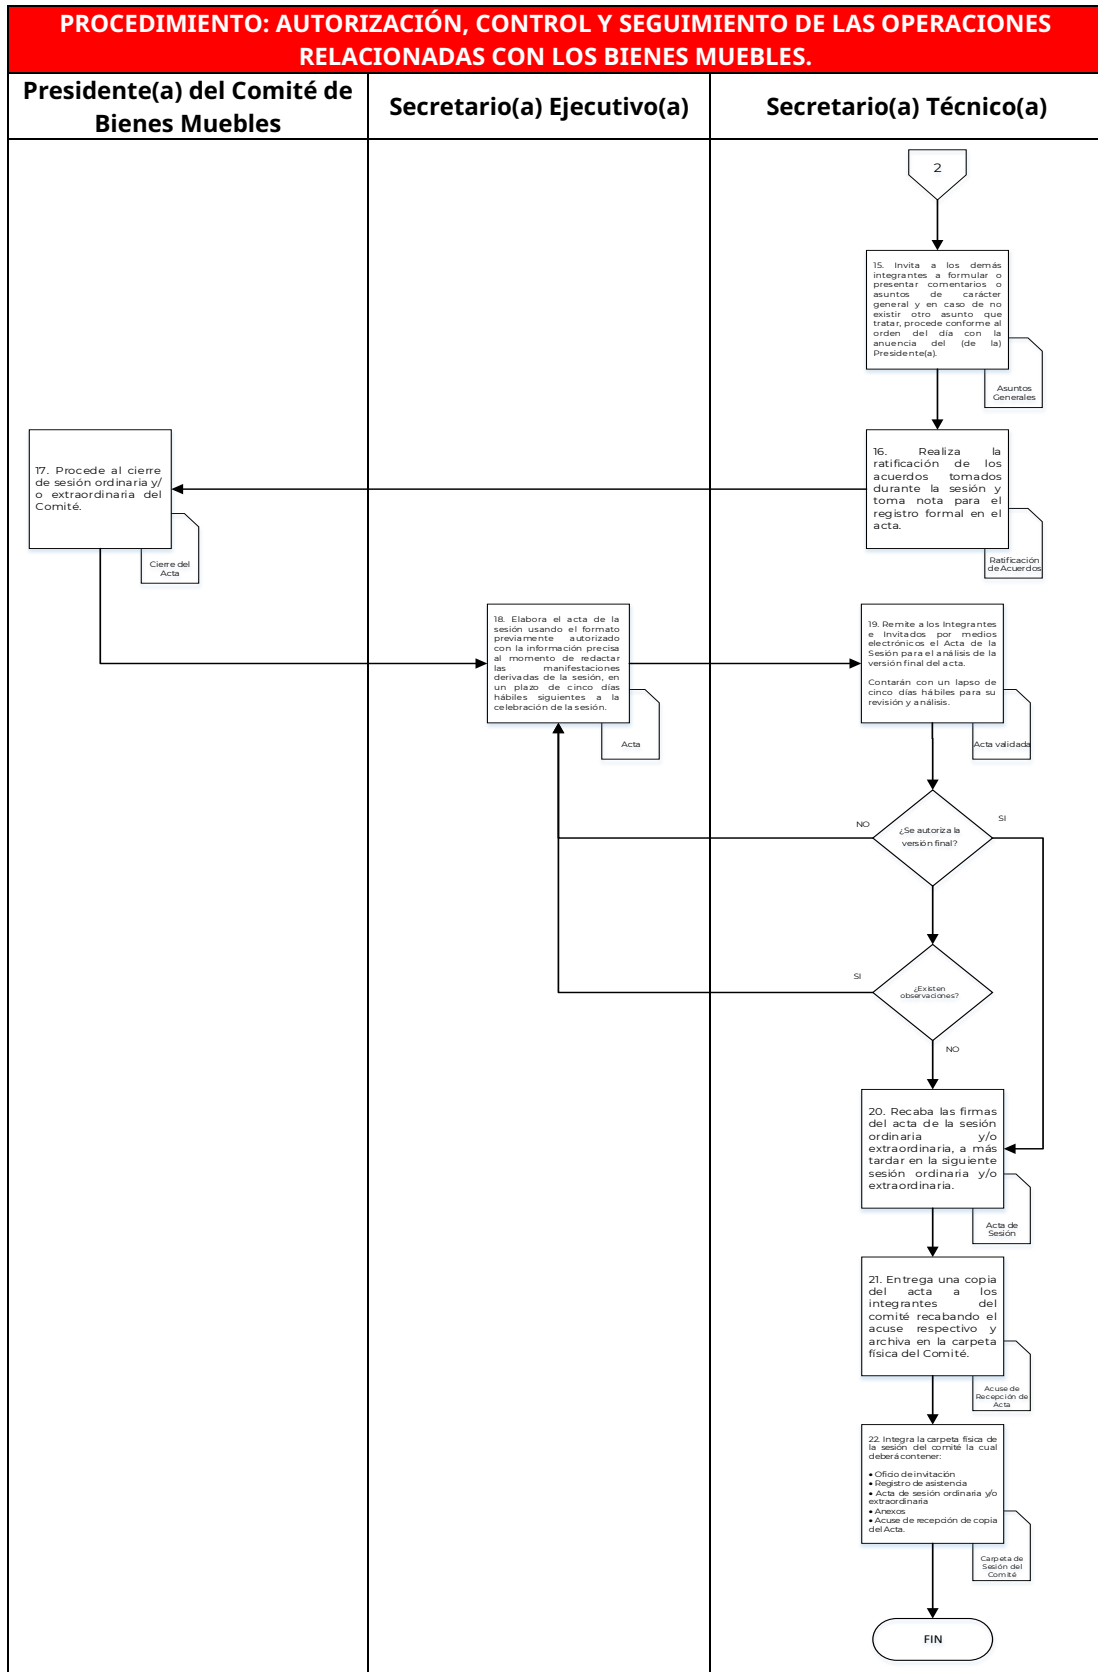 PROCEDIMIENTO: AUTORIZACIÓN, CONTROL Y SEGUIMIENTO DE LAS OPERACIONES
RELACIONADAS CON LOS BIENES MUEBLES.
Presidente(a) del Comité de
Bienes Muebles
Secretario(a) Ejecutivo(a)
Secretario(a) Técnico(a)
2
15. Invita a los demás
integrantes a formular o
presentar comentarios o
asuntos de carácter
general y en caso de no
existir otro asunto que
tratar, procede conforme al
orden del día con la
anuencia del (de la)
Presidente(a).
Asuntos
Generales
16. Realiza la
ratificación de los
acuerdos tomados
durante la sesión y
toma nota para el
registro formal en el
acta.
Ratificación
de Acuerdos
17. Procede al cierre
de sesión ordinaria y/
o extraordinaria del
Comité.
Cierre del
Acta
18. Elabora el acta de la
sesión usando el formato
previamente autorizado
con la información precisa
al momento de redactar
las manifestaciones
derivadas de la sesión, en
un plazo de cinco días
hábiles siguientes a la
celebración de la sesión.
Acta
19. Remite a los Integrantes
e Invitados por medios
electrónicos el Acta de la
Sesión para el análisis de la
versión final del acta.
Contarán con un lapso de
cinco días hábiles para su
revisión y análisis.
Acta validada
NO
¿Se autoriza la
versión final?
SI
SI
¿Existen
observaciones?
NO
20. Recaba las firmas
del acta de la sesión
ordinaria y/o
extraordinaria, a más
tardar en la siguiente
sesión ordinaria y/o
extraordinaria.
Acta de
Sesión
21. Entrega una copia
del acta a los
integrantes del
comité recabando el
acuse respectivo y
archiva en la carpeta
física del Comité.
Acuse de
Recepción de
Acta
22. Integra la carpeta física de
la sesión del comité la cual
deberá contener:
• Oficio de invitación
• Registro de asistencia
• Acta de sesión ordinaria y/o
extraordinaria
• Anexos
• Acuse de recepción de copia
del Acta.
Carpeta de
Sesión del
Comité
FIN